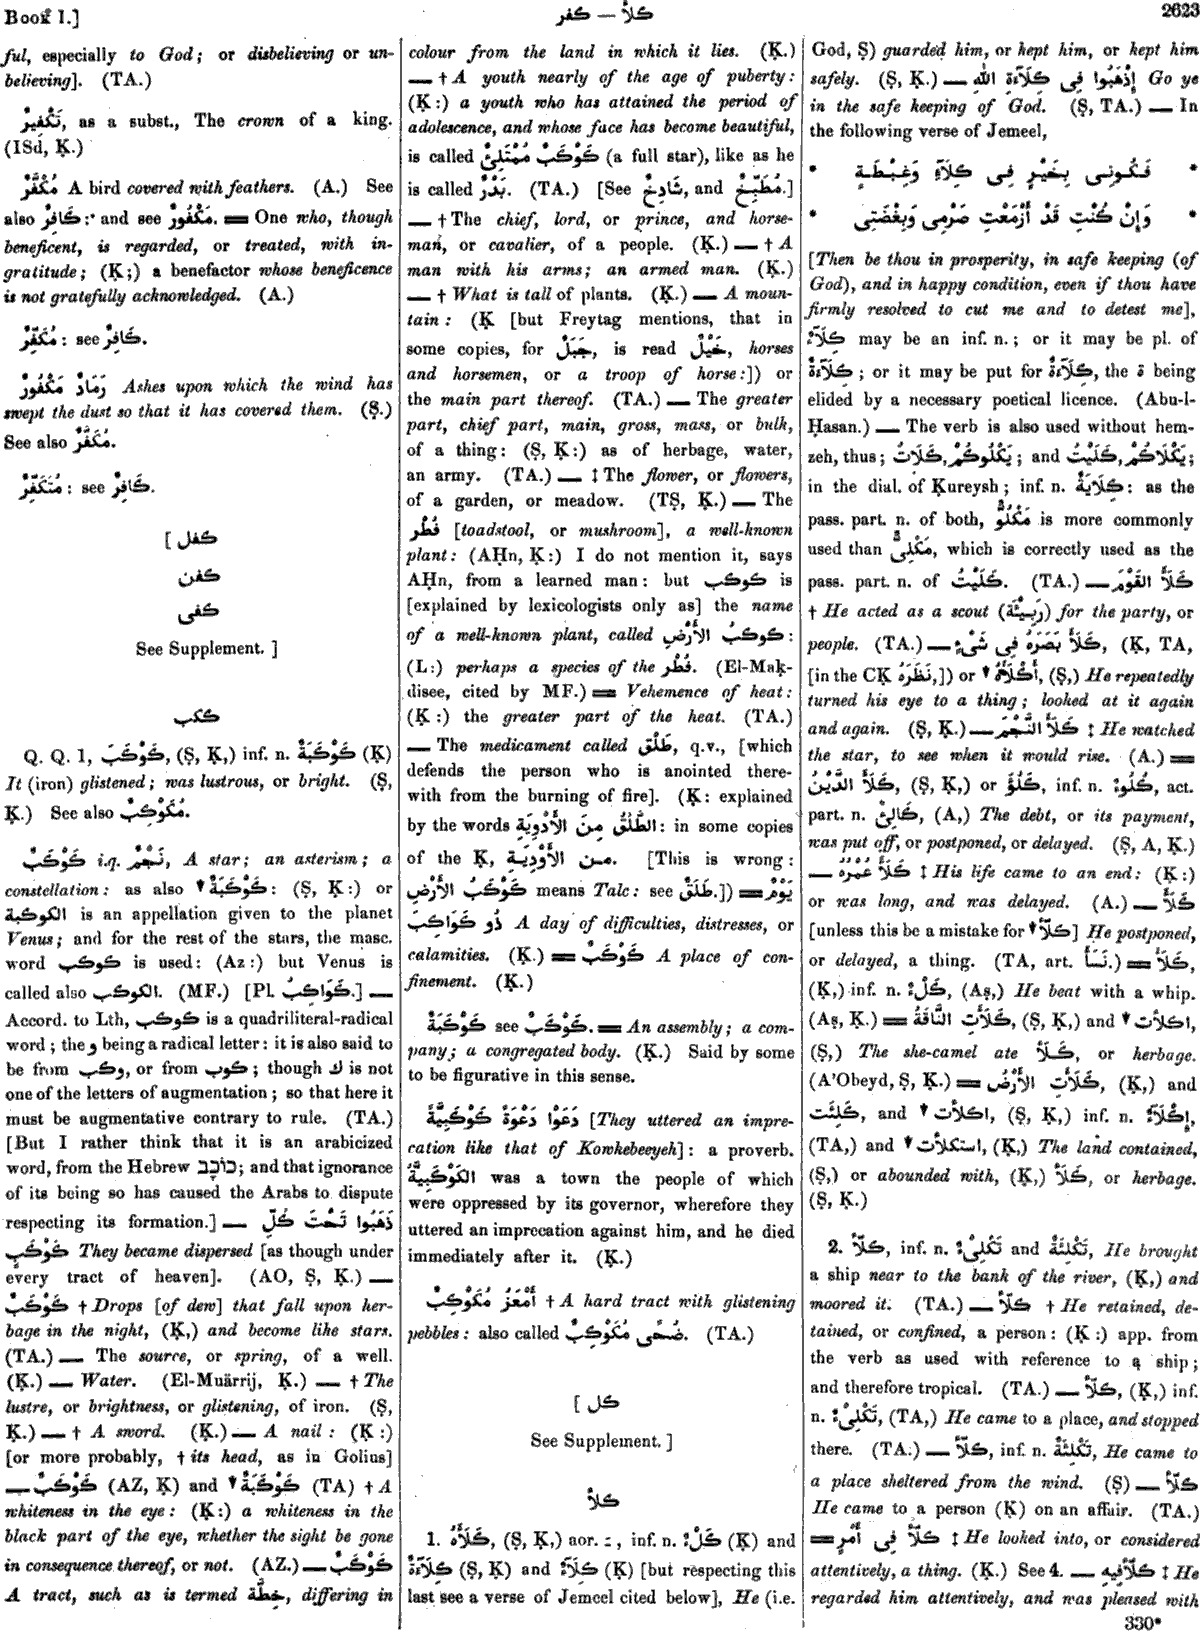 Book I.]
كلأ — كفر
2623
ful, especially to God; or disbelieving or un-
believing]. (TA.)
تَكْفِيرٌ, as a subst., The crown of a king.
(ISd, Ḳ.)
مُكَفَّرٌ A bird covered with feathers. (A.) See
also كَافِرٌ: and see مَكْفُورٌ. ═ One who, though
beneficent, is regarded, or treated, with in-
gratitude; (Ḳ;) a benefactor whose beneficence
is not gratefully acknowledged. (A.)
مُكَفِّرٌ: see كَافِرٌ.
رَمَادٌ مَكْفُورٌ Ashes upon which the wind has
swept the dust so that it has covered them. (Ṣ.)
See also مُكَفَّرٌ.
مُتَكَفِّرٌ: see كَافِرٌ.
[ كفل
كفن
كفى
See Supplement. ]
ككب
Q. Q. 1, كَوْكَبَ, (Ṣ, Ḳ,) inf. n. كَوْكَبَةٌ (Ḳ)
It (iron) glistened; was lustrous, or bright. (Ṣ,
Ḳ.) See also مُكَوْكِبٌ.
كَوْكَبٌ i.q. نَجْمٌ, A star; an asterism; a
constellation: as also ▼ كَوْكَبَةٌ: (Ṣ, Ḳ:) or
الكوكبة is an appellation given to the planet
Venus; and for the rest of the stars, the masc.
word كوكب is used: (Az:) but Venus is
called also الكوكب. (MF.) [Pl. كَوَاكِبُ.] —
Accord. to Lth, كوكب is a quadriliteral-radical
word; the و being a radical letter: it is also said to
be from وكب, or from كوب; though ك is not
one of the letters of augmentation; so that here it
must be augmentative contrary to rule. (TA.)
[But I rather think that it is an arabicized
word, from the Hebrew כּוֹכָב; and that ignorance
of its being so has caused the Arabs to dispute
respecting its formation.] — ذَهَبُوا تَحْتَ كُلِّ
كَوْكَبٍ They became dispersed [as though under
every tract of heaven]. (AO, Ṣ, Ḳ.) —
كَوْكَبٌ † Drops [of dew] that fall upon her-
bage in the night, (Ḳ,) and become like stars.
(TA.) — The source, or spring, of a well.
(Ḳ.) — Water. (El-Muärrij, Ḳ.) — † The
lustre, or brightness, or glistening, of iron. (Ṣ,
Ḳ.) — † A sword. (Ḳ.) — A nail: (Ḳ:)
[or more probably, † its head, as in Golius]
— كَوْكَبٌ (AZ, Ḳ) and ▼ كَوْكَبَةٌ (TA) † A
whiteness in the eye: (Ḳ:) a whiteness in the
black part of the eye, whether the sight be gone
in consequence thereof, or not. (AZ.) — كَوْكَبٌ
A tract, such as is termed خِطَّةٌ, differing in
colour from the land in which it lies. (Ḳ.)
— † A youth nearly of the age of puberty:
(Ḳ:) a youth who has attained the period of
adolescence, and whose face has become beautiful,
is called كَوْكَبٌ مُمْتَلِئٌ (a full star), like as he
is called بَدْرٌ. (TA.) [See شَادِخٌ, and مُطَبِّخٌ.]
— † The chief, lord, or prince, and horse-
man, or cavalier, of a people. (Ḳ.) — † A
man with his arms; an armed man. (Ḳ.)
— † What is tall of plants. (Ḳ.) — A moun-
tain: (Ḳ [but Freytag mentions, that in
some copies, for جَبَلٌ, is read خَيْلٌ, horses
and horsemen, or a troop of horse:]) or
the main part thereof. (TA.) — The greater
part, chief part, main, gross, mass, or bulk,
of a thing: (Ṣ, Ḳ:) as of herbage, water,
an army. (TA.) — ‡ The flower, or flowers,
of a garden, or meadow. (TṢ, Ḳ.) — The
فُطْر [toadstool, or mushroom], a well-known
plant: (AḤn, Ḳ:) I do not mention it, says
AḤn, from a learned man: but كوكب is
[explained by lexicologists only as] the name
of a well-known plant, called كَوكَبُ الأَرْضِ:
(L:) perhaps a species of the فُطْر. (El-Maḳ-
disee, cited by MF.) ═ Vehemence of heat:
(Ḳ:) the greater part of the heat. (TA.)
— The medicament called طَلْق, q.v., [which
defends the person who is anointed there-
with from the burning of fire]. (Ḳ: explained
by the words الطَّلْقُ مِنَ الأَدْوِيَةِ: in some copies
of the Ḳ, من الأَوْدِيَةِ. [This is wrong:
كَوْكَبُ الأَرْضِ means Talc: see طَلْقٌ.]) ═ يَوْمٌ
ذُو كَوَاكِبَ A day of difficulties, distresses, or
calamities. (Ḳ.) ═ كَوْكَبٌ A place of con-
finement. (Ḳ.)
كَوْكَبَةٌ see كَوْكَبٌ. ═ An assembly; a com-
pany; a congregated body. (Ḳ.) Said by some
to be figurative in this sense.
دَعَوْا دَعْوَةً كَوْكَبِيَّةً [They uttered an impre-
cation like that of Kowkebeeyeh]: a proverb.
الكَوْكَبِيَّةُ was a town the people of which
were oppressed by its governor, wherefore they
uttered an imprecation against him, and he died
immediately after it. (Ḳ.)
أَمْعَزُ مُكَوْكِبٌ † A hard tract with glistening
pebbles: also called ضُحًى مُكَوْكِبٌ. (TA.)
[ كل
See Supplement. ]
كلأ
1. كَلَأَهُ, (Ṣ, Ḳ,) aor. ـَ, inf. n. كَلْءٌ (Ḳ) and
كِلَآءَةٌ (Ṣ, Ḳ) and كِلَآءٌ (Ḳ) [but respecting this
last see a verse of Jemeel cited below], He (i.e.
God, Ṣ) guarded him, or kept him, or kept him
safely. (Ṣ, Ḳ.) — إِذْهَبُوا فِى كِلَآءَةِ اللّٰهِ Go ye
in the safe keeping of God. (Ṣ, TA.) — In
the following verse of Jemeel,
* فَكُونِى بِخَيْرٍ فِى كِلَآءٍ وَغِبْطَةٍ *
* وَإِنْ كُنْتِ قَدْ أَزْمَعْتِ صَرْمِى وَبِغْضَتِى *
[Then be thou in prosperity, in safe keeping (of
God), and in happy condition, even if thou have
firmly resolved to cut me and to detest me],
كِلَآءٌ may be an inf. n.; or it may be pl. of
كِلَآءَةٌ; or it may be put for كِلَآءَةٌ, the ة being
elided by a necessary poetical licence. (Abu-l-
Ḥasan.) — The verb is also used without hem-
zeh, thus; يَكْلُوكُمْ, كَلَاتُ; and يَكْلَاكُمْ, كَلَيْتُ;
in the dial. of Ḳureysh; inf. n. كِلَايَةٌ: as the
pass. part. n. of both, مَكْلُوٌّ is more commonly
used than مَكْلِىٌّ, which is correctly used as the
pass. part. n. of كَلَيْتُ. (TA.) — كَلَأَ القَوْمَ
† He acted as a scout (رَبِيْئَة) for the party, or
people. (TA.) — كَلَأَ بَصَرَهُ فِى شَىْءٍ, (Ḳ, TA,
[in the CḲ نَظَرَهُ,]) or ▼ أَكْلَأَهُ, (Ṣ,) He repeatedly
turned his eye to a thing; looked at it again
and again. (Ṣ, Ḳ.) — كَلَأَ النَّجْمَ ‡ He watched
the star, to see when it would rise. (A.) ═
كَلَأَ الدَّيْنُ, (Ṣ, Ḳ,) or كَلُؤَ, inf. n. كُلُوْءٌ, act.
part. n. كَالِئٌ, (A,) The debt, or its payment,
was put off, or postponed, or delayed. (Ṣ, A, Ḳ.)
— كَلَأَ عُمْرُهُ ‡ His life came to an end: (Ḳ:)
or was long, and was delayed. (A.) — كَلَأَ
[unless this be a mistake for ▼ كَلَّأَ] He postponed,
or delayed, a thing. (TA, art. نَسَأَ.) ═ كَلَأَ,
(Ḳ,) inf. n. كَلْءٌ, (Aṣ,) He beat with a whip.
(Aṣ, Ḳ.) ═ كَلَأَتِ النَّاقَةُ, (Ṣ, Ḳ,) and ▼ اكلأت,
(Ṣ,) The she-camel ate كَلَأ, or herbage.
(A'Obeyd, Ṣ, Ḳ.) ═ كَلَأَتِ الأَرْضُ, (Ḳ,) and
كَلِئَت, and ▼ اكلأت, (Ṣ, Ḳ,) inf. n. إِكْلَآءٌ,
(TA,) and ▼ استكلأت, (Ḳ,) The land contained,
(Ṣ,) or abounded with, (Ḳ,) كَلَأ, or herbage.
(Ṣ, Ḳ.)
2. كلّأ, inf. n. تَكْلِىْءٌ and تَكْلِئَةٌ, He brought
a ship near to the bank of the river, (Ḳ,) and
moored it. (TA.) — كلّأ † He retained, de-
tained, or confined, a person: (Ḳ:) app. from
the verb as used with reference to a ship;
and therefore tropical. (TA.) — كلّأ, (Ḳ,) inf.
n. تَكْلِىْءٌ, (TA,) He came to a place, and stopped
there. (TA.) — كلّأ, inf. n. تَكْلِئَةٌ, He came to
a place sheltered from the wind. (Ṣ) — كلّأ
He came to a person (Ḳ) on an affair. (TA.)
═ كلّأ فِى أَمْرٍ ‡ He looked into, or considered
attentively, a thing. (Ḳ.) See 4. — كلّأ فيه ‡ He
regarded him attentively, and was pleased with
330*